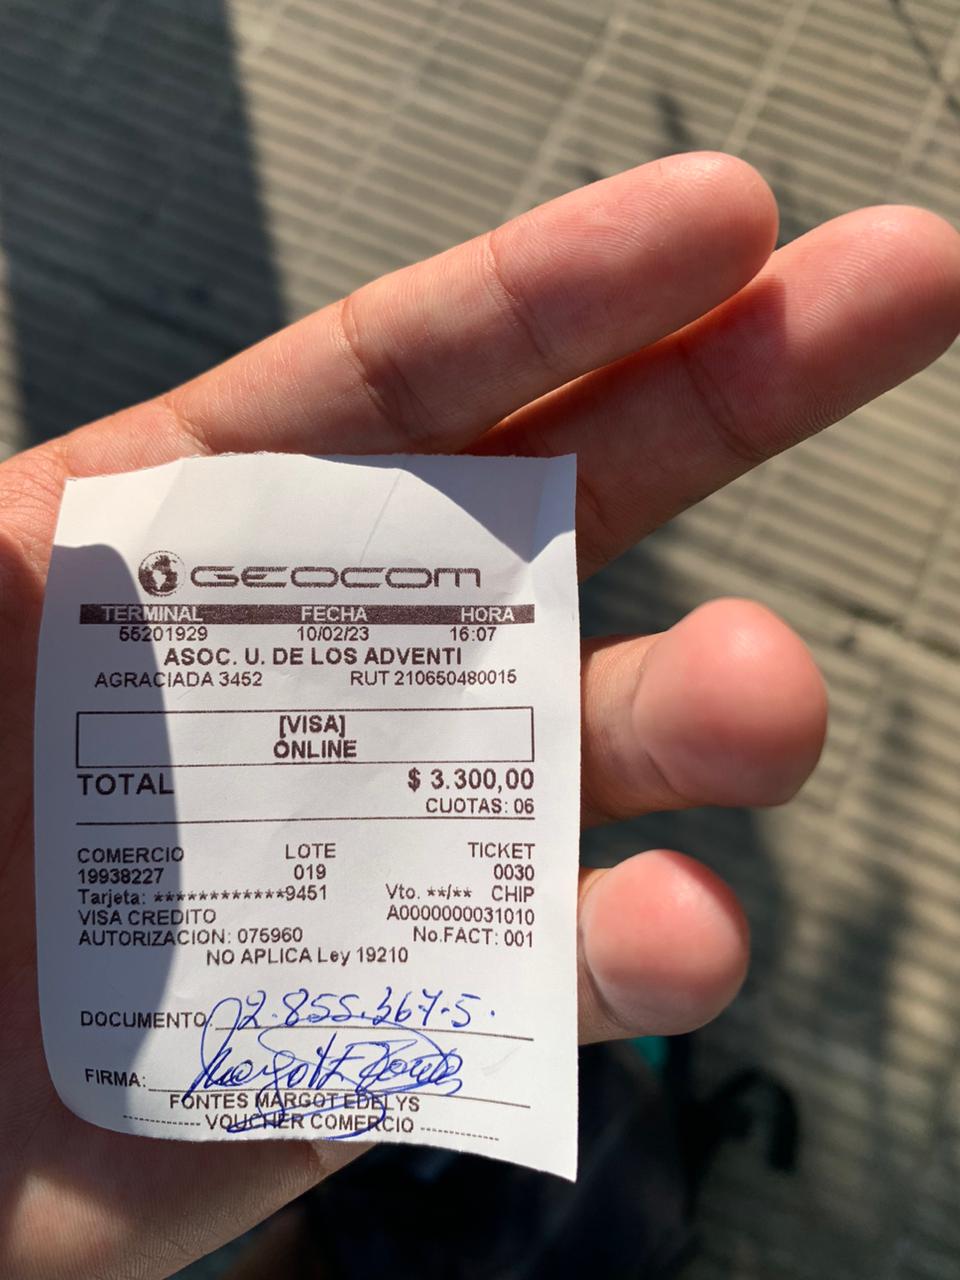 GEOCOM
TERMINAL FECHA HORA
55201929 10/02/23 16:07
ASOC. U. DE LOS ADVENTI
AGRACIADA 3452 RUT 210650480015
[VISA]
ONLINE
TOTAL $ 3.300,00
CUOTAS: 06
COMERCIO LOTE TICKET
19938227 019 0030
Tarjeta: ************9451 Vto. **/** CHIP
VISA CREDITO A0000000031010
AUTORIZACION: 075960 No.FACT: 001
NO APLICA Ley 19210
DOCUMENTO 2.855.367-5.
FIRMA:
FONTES MARGOT EDELYS
---------- VOUCHER COMERCIO ----------